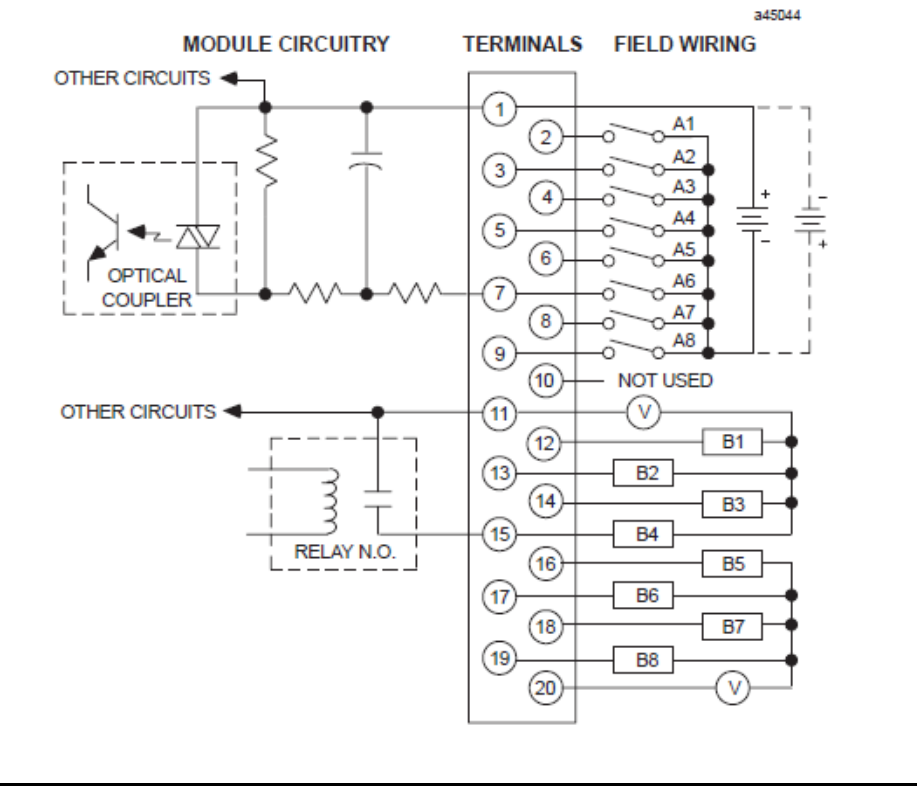 a45044
MODULE CIRCUITRY TERMINALS FIELD WIRING
OTHER CIRCUITS
1
2 A1
3 A2
4 A3
5 A4
6 A5
7 A6
8 A7
9 A8
+ -
- +
OPTICAL
COUPLER
10 NOT USED
OTHER CIRCUITS 11 V
12 B1
13 B2
14 B3
15 B4
RELAY N.O.
16 B5
17 B6
18 B7
19 B8
20 V